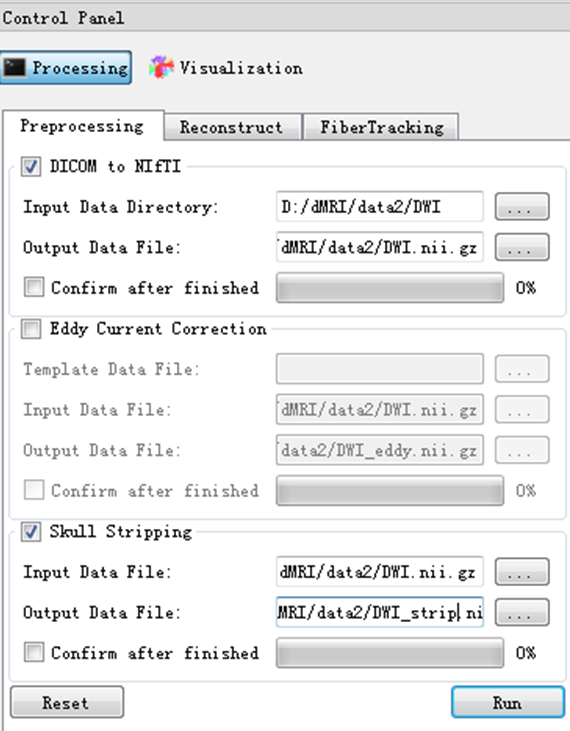 Control Panel
Processing Visualization
Preprocessing Reconstruct FiberTracking
DICOM to NIfTI
Input Data Directory: D:/dMRI/data2/DWI ...
Output Data File: dMRI/data2/DWI.nii.gz ...
Confirm after finished 0%
Eddy Current Correction
Template Data File: ...
Input Data File: dMRI/data2/DWI.nii.gz ...
Output Data File: data2/DWI_eddy.nii.gz ...
Confirm after finished 0%
Skull Stripping
Input Data File: dMRI/data2/DWI.nii.gz ...
Output Data File: MRI/data2/DWI_strip.ni ...
Confirm after finished 0%
Reset Run